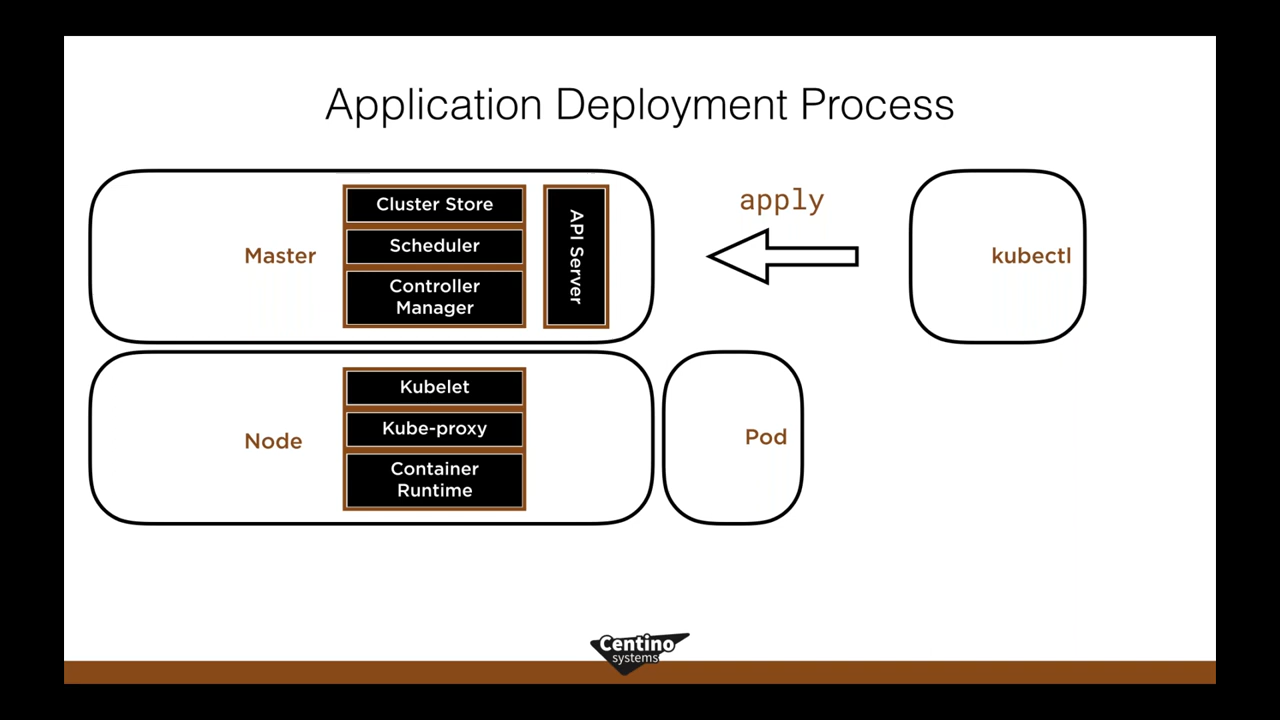 Application Deployment Process
Master
Cluster Store
Scheduler
Controller
Manager
API Server
apply
kubectl
Node
Kubelet
Kube-proxy
Container
Runtime
Pod
Centino
systems